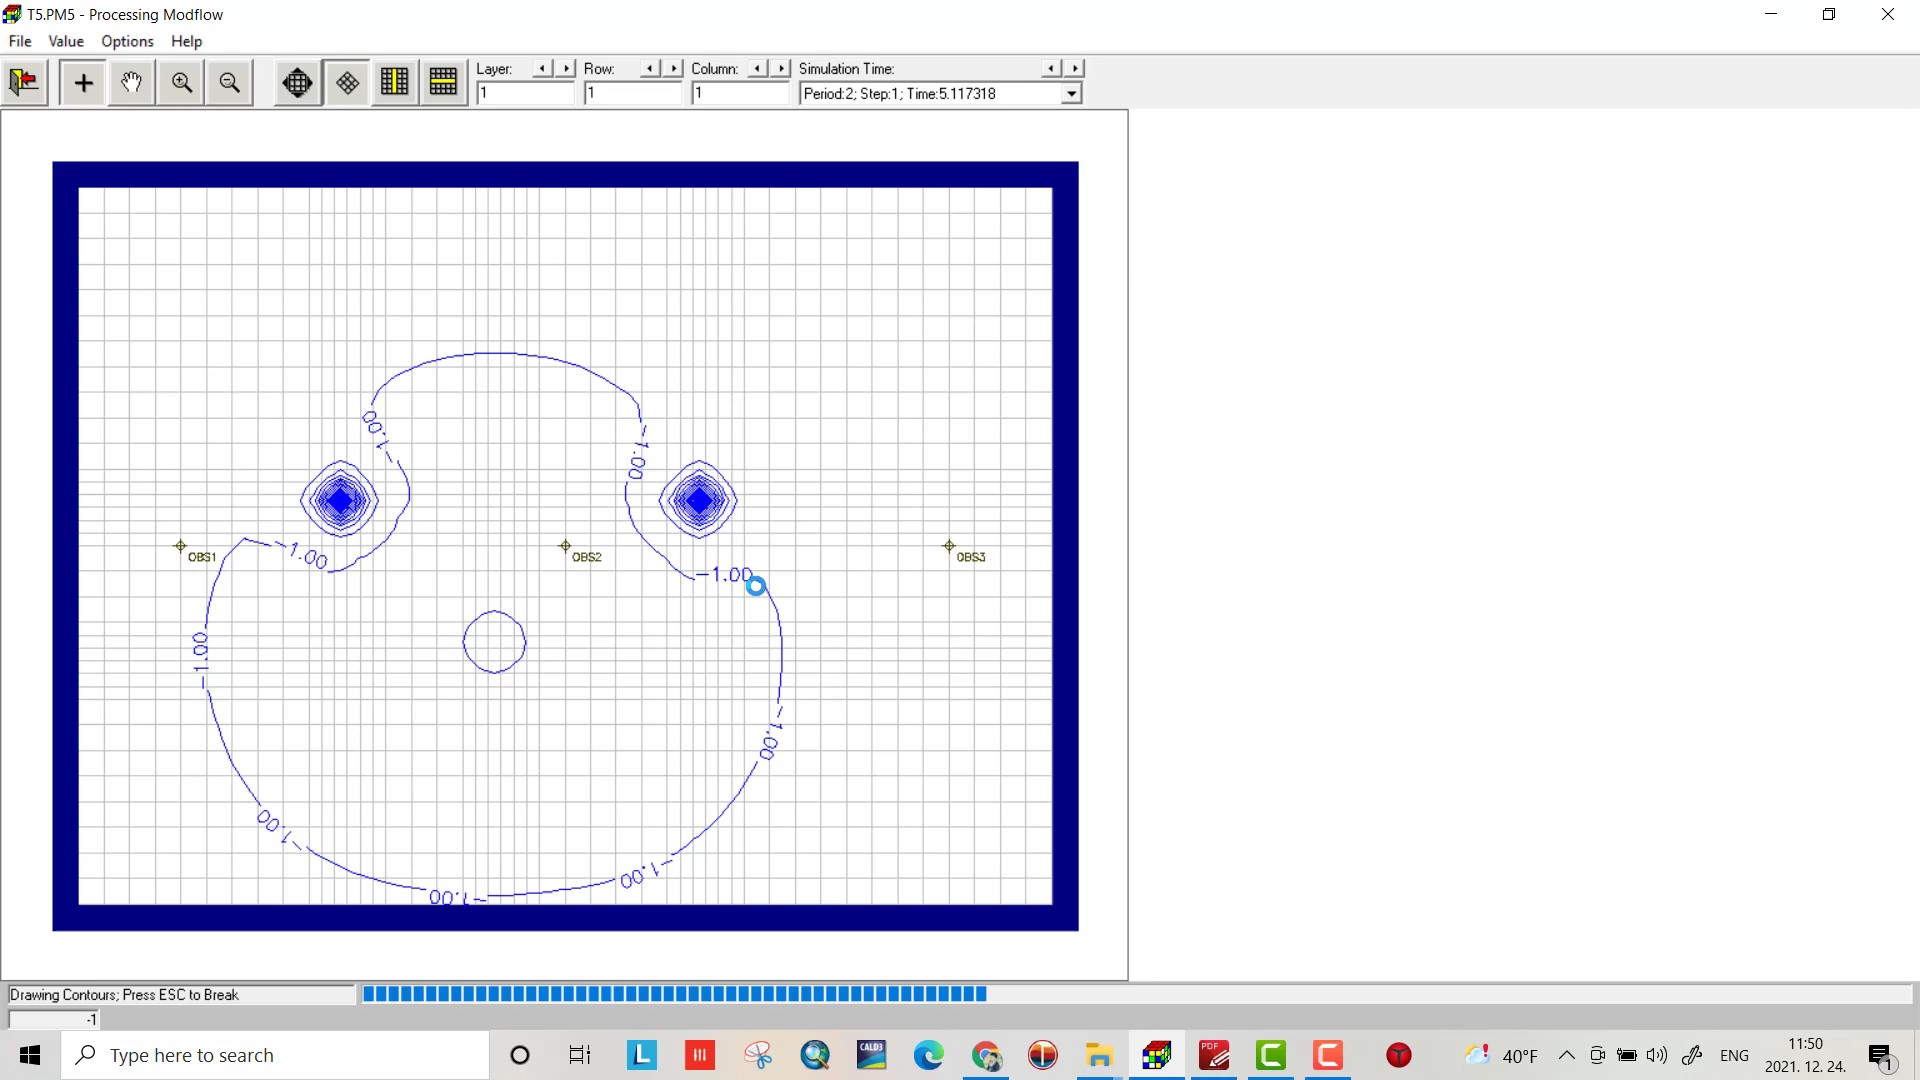 T5.PM5 - Processing Modflow
File Value Options Help
Layer: Row: Column: Simulation Time:
1 1 1 Period:2; Step:1; Time:5.117318
-1.00
-1.00
-1.00
-1.00
OBS1 OBS2 OBS3
-1.00
-1.00
-1.00
-1.00
-1.00
Drawing Contours; Press ESC to Break
-1
Type here to search
L
CALD3
PDF
C
C
T
40°F
ENG
11:50
2021. 12. 24.
1